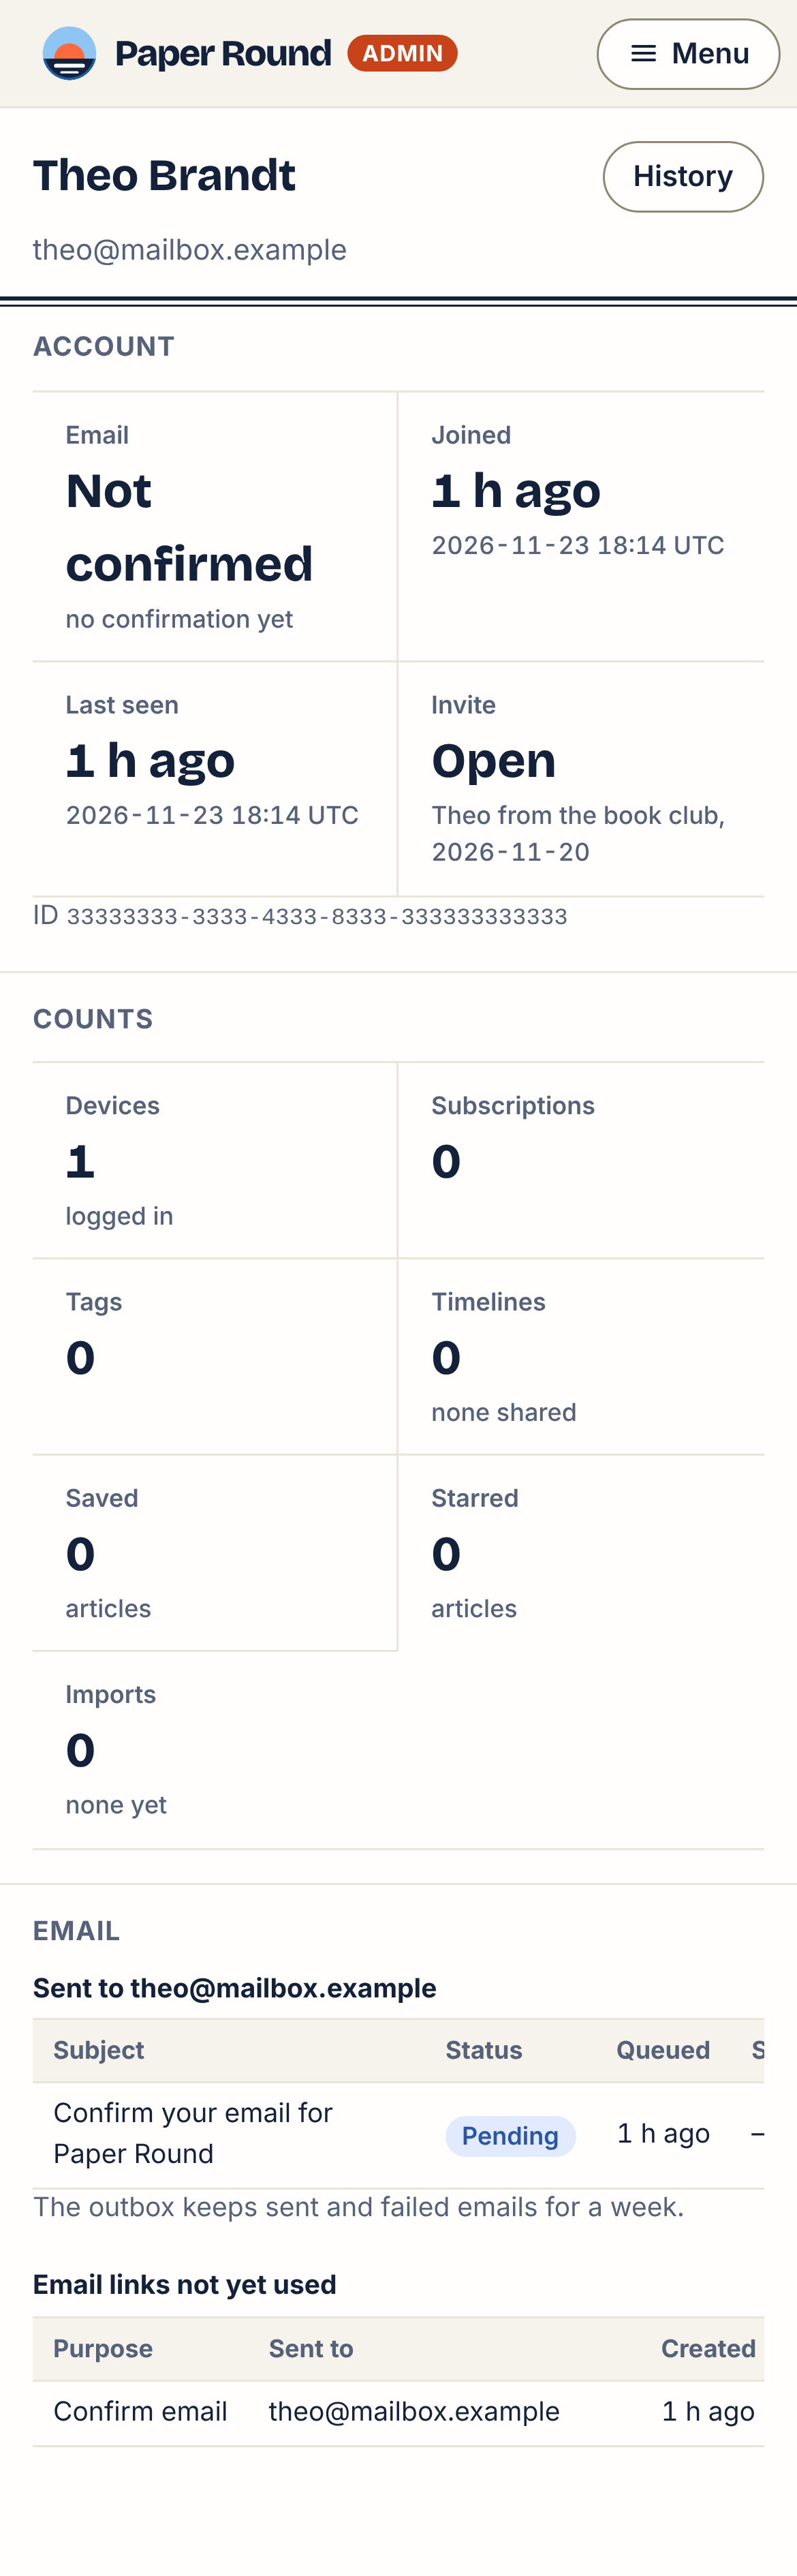 Paper Round ADMIN
Menu
Theo Brandt
History
theo@mailbox.example
ACCOUNT
Email
Not
confirmed
no confirmation yet
Joined
1 h ago
2026-11-23 18:14 UTC
Last seen
1 h ago
2026-11-23 18:14 UTC
Invite
Open
Theo from the book club,
2026-11-20
ID 33333333-3333-4333-8333-333333333333
COUNTS
Devices
1
logged in
Subscriptions
0
Tags
0
Timelines
0
none shared
Saved
0
articles
Starred
0
articles
Imports
0
none yet
EMAIL
Sent to theo@mailbox.example
Subject Status Queued
Confirm your email for
Paper Round
Pending 1 h ago –
The outbox keeps sent and failed emails for a week.
Email links not yet used
Purpose Sent to Created
Confirm email theo@mailbox.example 1 h ago